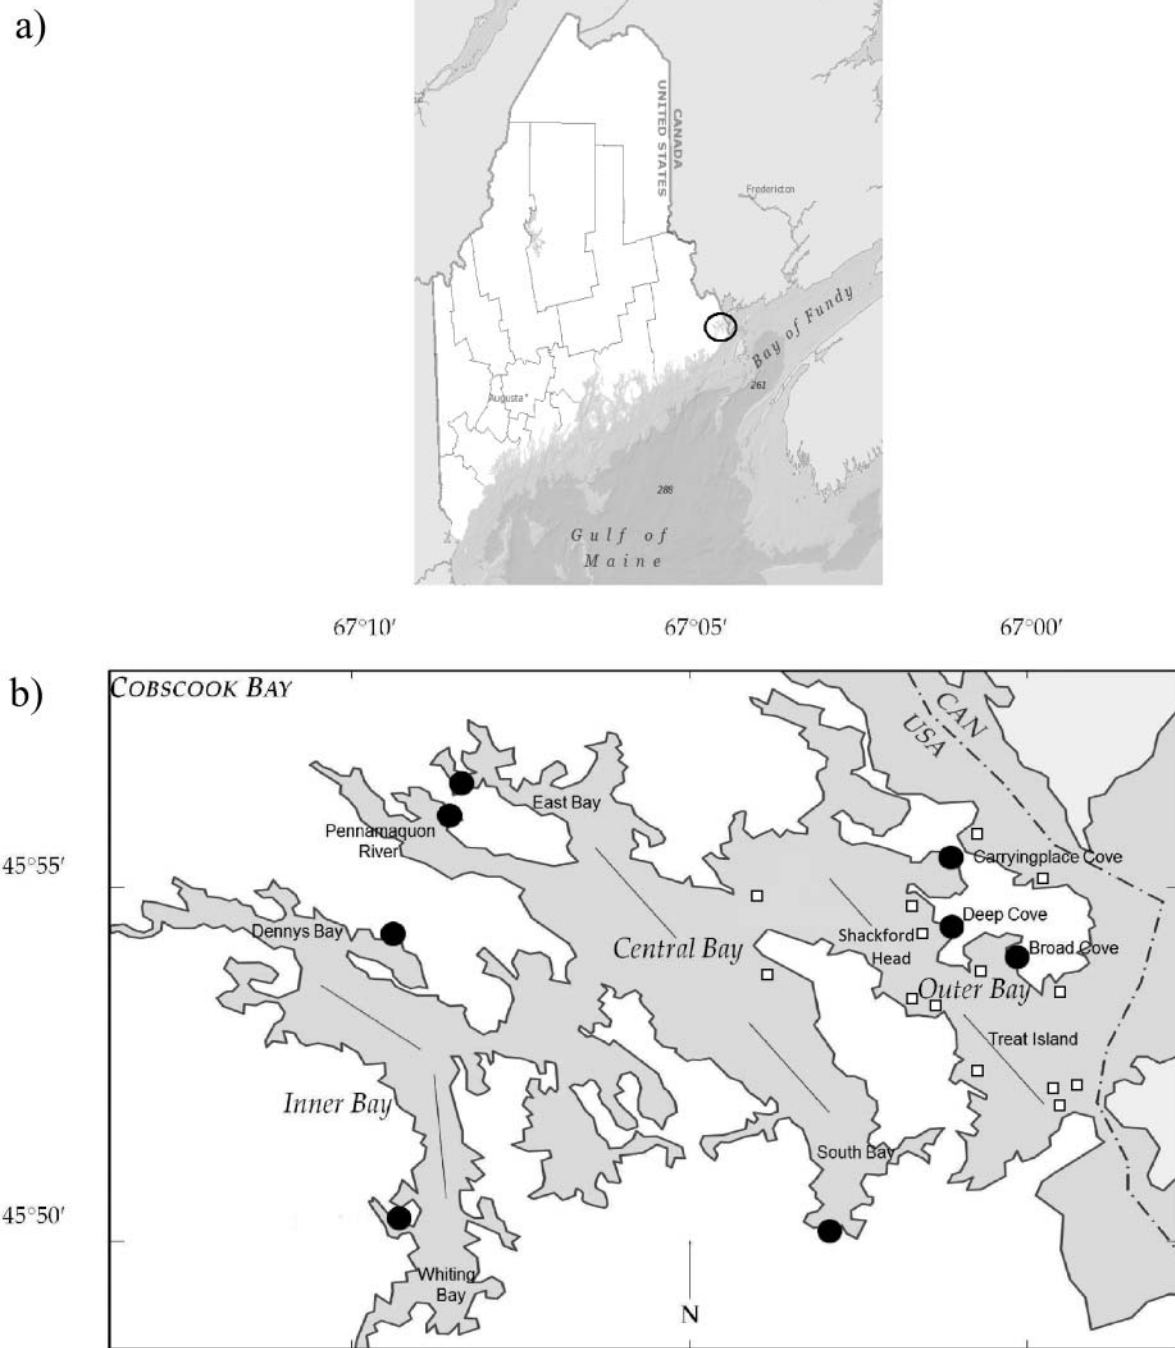 a)
CANADA
UNITED STATES
Fredericton
Bay of Fundy
261
Augusta
288
Gulf of
Maine
67°10′ 67°05′ 67°00′
b)
COBSCOOK BAY
CAN
USA
East Bay
Pennamaquon
River
45°55′
Carryingplace Cove
Deep Cove
Dennys Bay
Shackford
Head
Central Bay
Broad Cove
Outer Bay
Treat Island
Inner Bay
South Bay
45°50′
Whiting
Bay
N